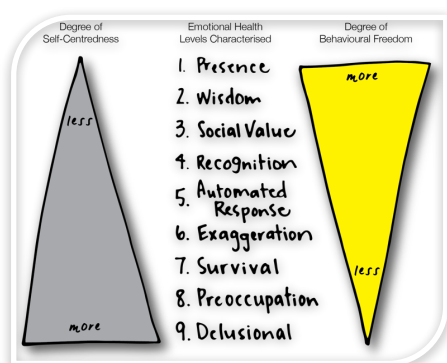 Degree of
Self-Centredness
Emotional Health
Levels Characterised
Degree of
Behavioural Freedom
less
more
1. Presence
2. Wisdom
3. Social Value
4. Recognition
5. Automated
Response
6. Exaggeration
7. Survival
8. Preoccupation
9. Delusional
more
less